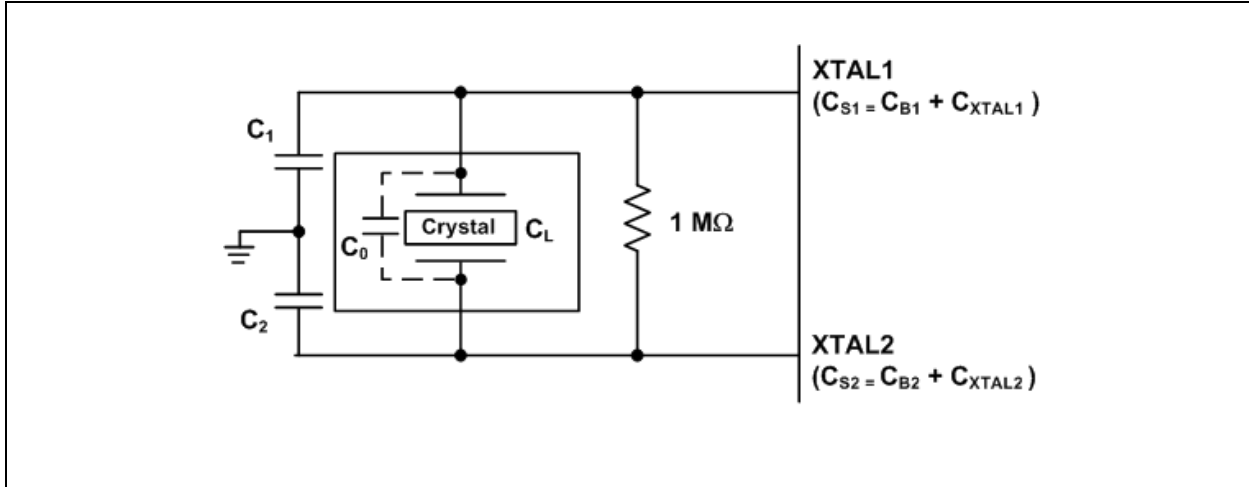 XTAL1
(CS1 = CB1 + CXTAL1 )
C1
Crystal
CL
C0
1 MΩ
C2
XTAL2
(CS2 = CB2 + CXTAL2 )